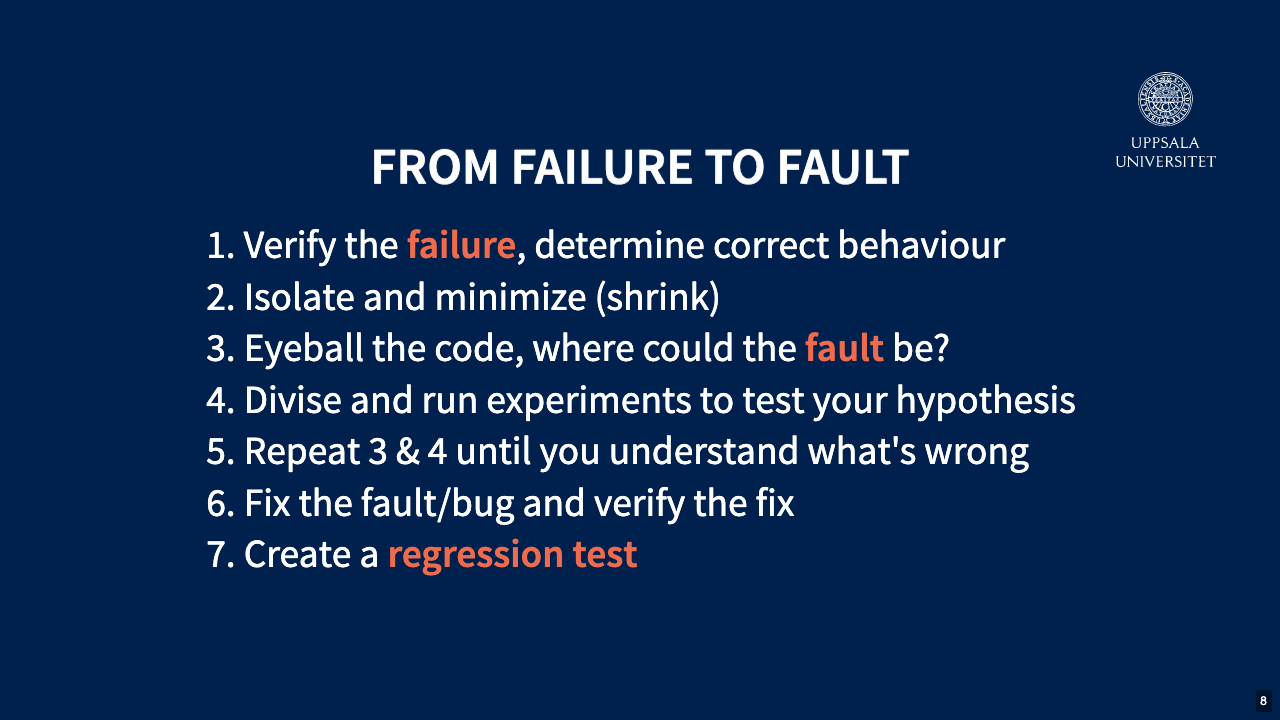 UPPSALA
UNIVERSITET
FROM FAILURE TO FAULT
1. Verify the failure, determine correct behaviour
2. Isolate and minimize (shrink)
3. Eyeball the code, where could the fault be?
4. Divise and run experiments to test your hypothesis
5. Repeat 3 & 4 until you understand what's wrong
6. Fix the fault/bug and verify the fix
7. Create a regression test
8